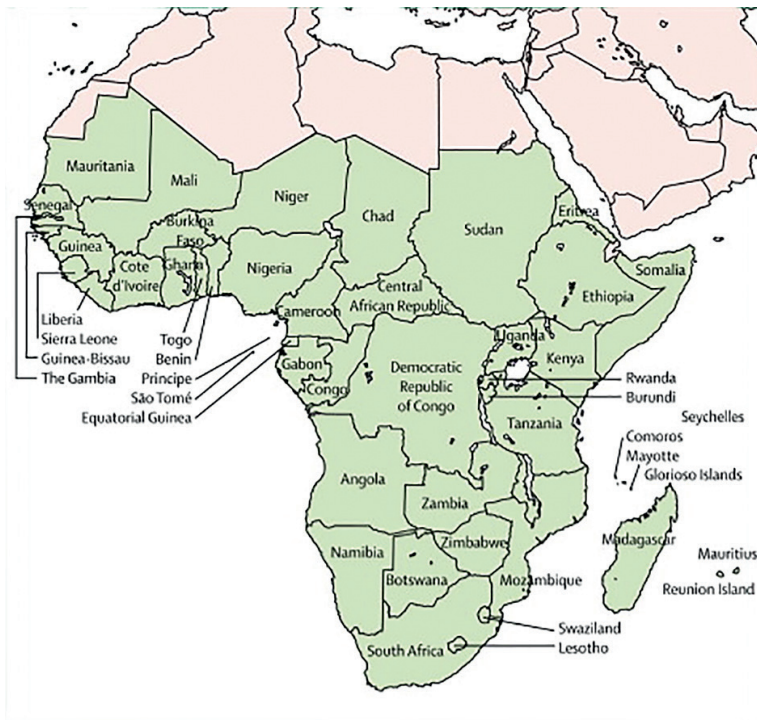 Mauritania
Mali
Niger
Chad
Sudan
Eritrea
Senegal
Burkina
Faso
Guinea
Cote
d'Ivoire
Ghana
Nigeria
Central
African Republic
Cameroon
Ethiopia
Somalia
Liberia
Sierra Leone
Guinea-Bissau
The Gambia
Togo
Benin
Principe
São Tomé
Equatorial Guinea
Gabon
Congo
Democratic
Republic
of Congo
Uganda
Kenya
Rwanda
Burundi
Tanzania
Seychelles
Comoros
Mayotte
Glorioso Islands
Angola
Zambia
Namibia
Zimbabwe
Botswana
Mozambique
Madagascar
Mauritius
Reunion Island
Swaziland
South Africa
Lesotho